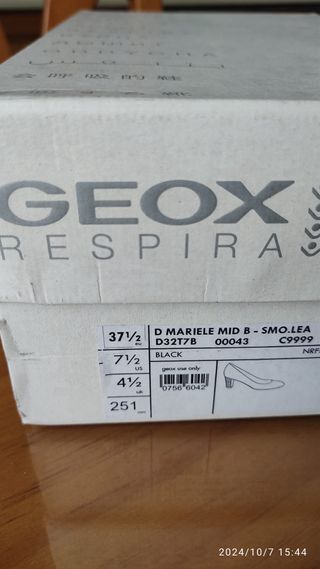 GEOX
RESPIRA
37½ eu
D MARIELE MID B - SMO.LEA
D32T7B 00043 C9999
7½ us
BLACK
4½ uk
geox use only
0756 6042
251 mm
2024/10/7 15:44